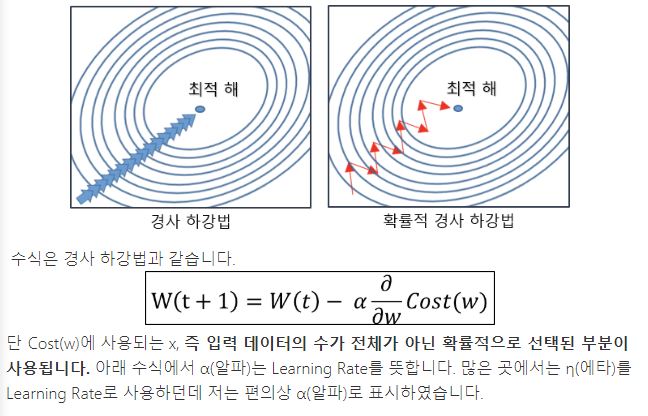 최적 해
최적 해
경사 하강법
확률적 경사 하강법
수식은 경사 하강법과 같습니다.
W(t + 1) = W(t) − α ∂/∂w Cost(w)
단 Cost(w)에 사용되는 x, 즉 입력 데이터의 수가 전체가 아닌 확률적으로 선택된 부분이
사용됩니다. 아래 수식에서 α(알파)는 Learning Rate를 뜻합니다. 많은 곳에서는 η(에타)를
Learning Rate로 사용하던데 저는 편의상 α(알파)로 표시하였습니다.